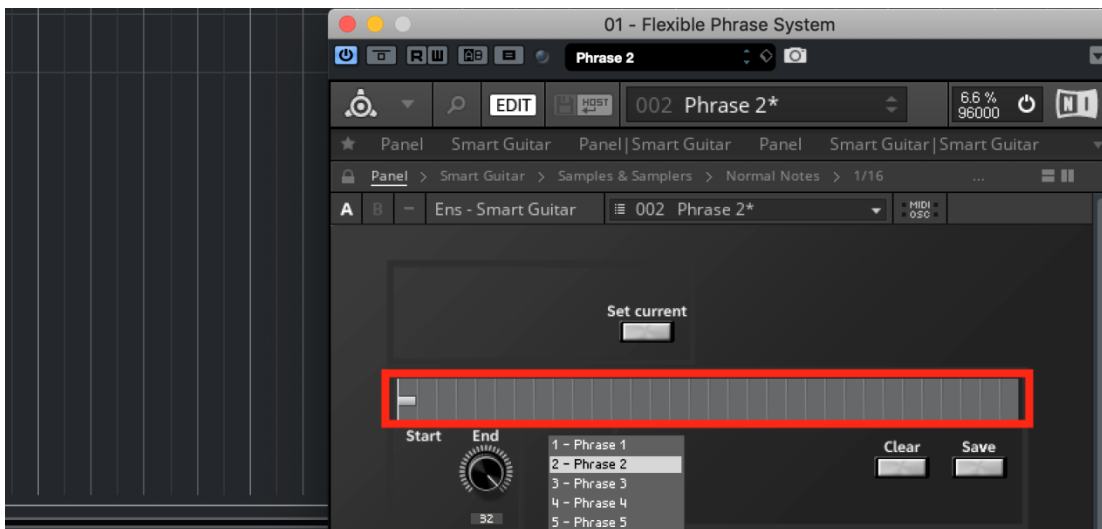 01 - Flexible Phrase System
R W AB Phrase 2
EDIT HOST 002 Phrase 2* 6.6 % 96000 NI
Panel Smart Guitar Panel|Smart Guitar Panel Smart Guitar|Smart Guitar
Panel > Smart Guitar > Samples & Samplers > Normal Notes > 1/16 ...
A B - Ens - Smart Guitar 002 Phrase 2* MIDI OSC
Set current
Start End Clear Save
1 - Phrase 1
2 - Phrase 2
3 - Phrase 3
4 - Phrase 4
32 5 - Phrase 5